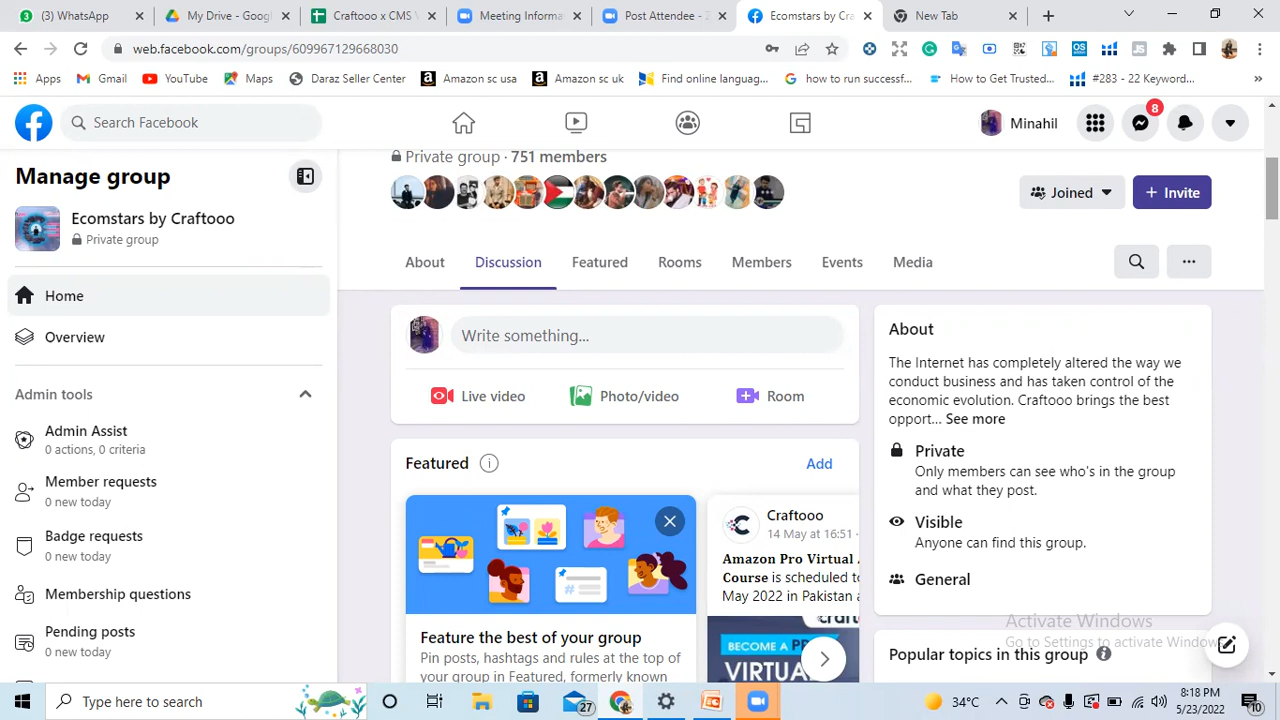 (3) WhatsApp
My Drive - Googl
Craftooo x CMS
Meeting Informa
Post Attendee - Z
Ecomstars by Cra
New Tab
web.facebook.com/groups/609967129668030
Apps
Gmail
YouTube
Maps
Daraz Seller Center
Amazon sc usa
Amazon sc uk
Find online languag...
how to run successf...
How to Get Trusted...
#283 - 22 Keyword...
Search Facebook
Minahil
8
Manage group
Ecomstars by Craftooo
Private group
Home
Overview
Admin tools
Admin Assist
0 actions, 0 criteria
Member requests
0 new today
Badge requests
0 new today
Membership questions
Pending posts
0 new today
Private group · 751 members
Joined
+ Invite
About
Discussion
Featured
Rooms
Members
Events
Media
Write something...
Live video
Photo/video
Room
Featured
Add
Feature the best of your group
Pin posts, hashtags and rules at the top of
your group in Featured, formerly known
Craftooo
14 May at 16:51 ·
Amazon Pro Virtual
Course is scheduled to
May 2022 in Pakistan a
BECOME A PR
VIRTUAL
About
The Internet has completely altered the way we
conduct business and has taken control of the
economic evolution. Craftooo brings the best
opport... See more
Private
Only members can see who's in the group
and what they post.
Visible
Anyone can find this group.
General
Activate Windows
Go to Settings to activate Window
Popular topics in this group
Type here to search
27
34°C
8:18 PM
5/23/2022
10